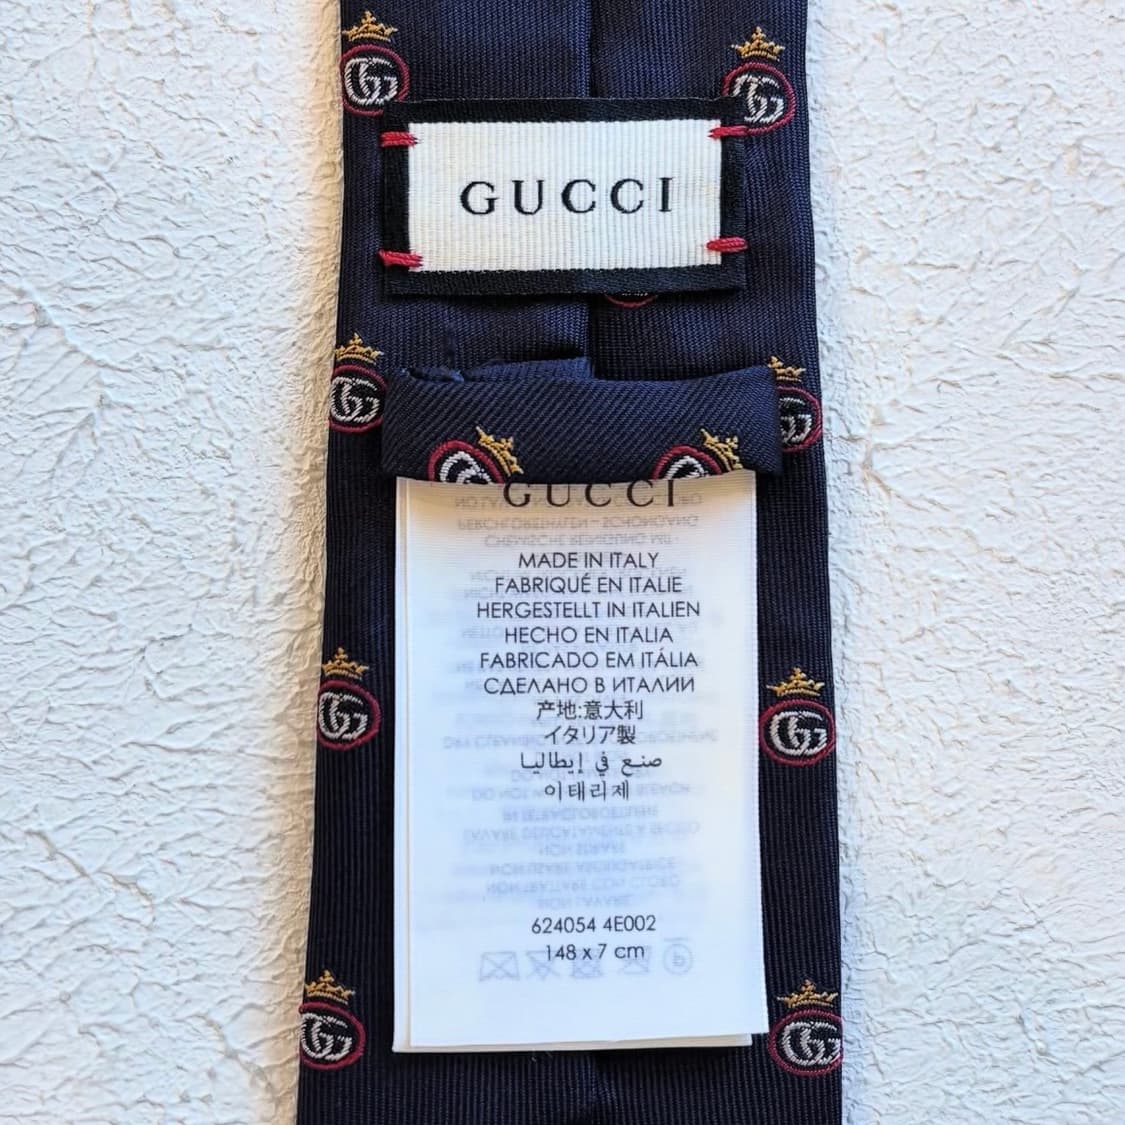 GUCCI
GUCCI
MADE IN ITALY
FABRIQUÉ EN ITALIE
HERGESTELLT IN ITALIEN
HECHO EN ITALIA
FABRICADO EM ITÁLIA
СДЕЛАНО В ИТАЛИИ
产地:意大利
イタリア製
صنع في إيطاليا
이태리제
624054 4E002
148 x 7 cm